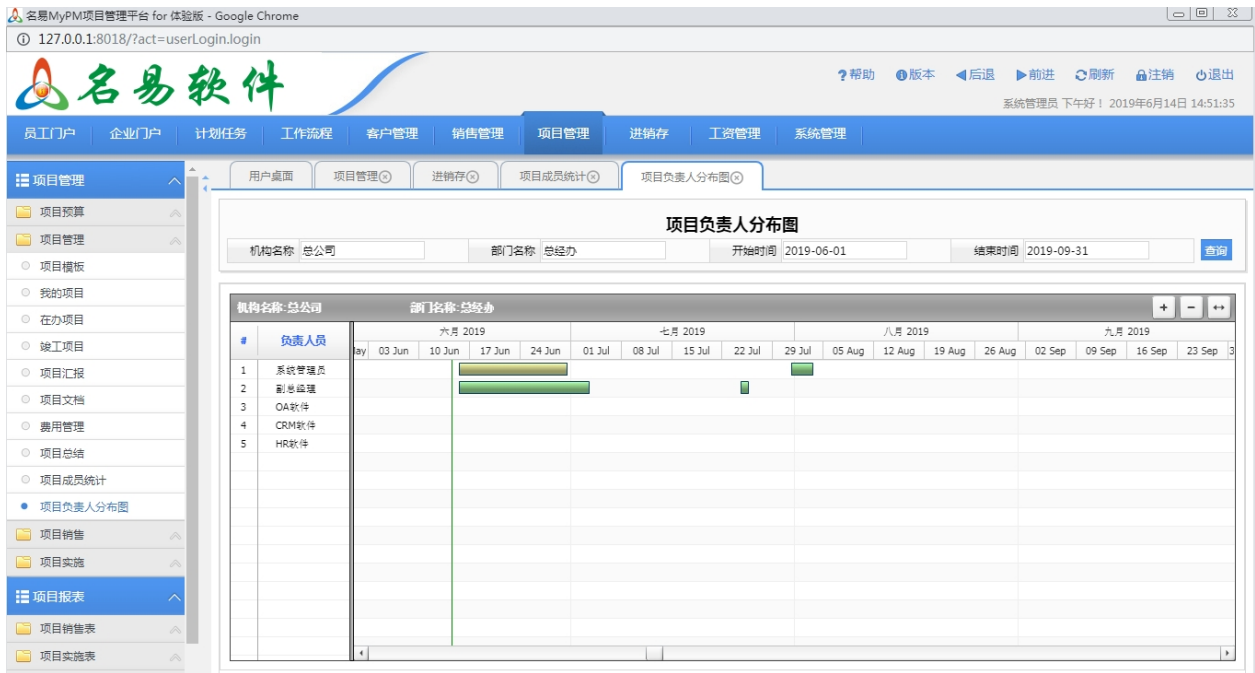 名易MyPM项目管理平台 for 体验版 - Google Chrome
127.0.0.1:8018/?act=userLogin.login
名易软件
?帮助 版本 后退 前进 刷新 注销 退出
系统管理员 下午好！ 2019年6月14日 14:51:35
员工门户 企业门户 计划任务 工作流程 客户管理 销售管理 项目管理 进销存 工资管理 系统管理
用户桌面 项目管理 进销存 项目成员统计 项目负责人分布图
项目管理
项目预算
项目管理
项目模板
我的项目
在办项目
竣工项目
项目汇报
项目文档
费用管理
项目总结
项目成员统计
项目负责人分布图
项目销售
项目实施
项目报表
项目销售表
项目实施表
项目负责人分布图
机构名称 总公司 部门名称 总经办 开始时间 2019-06-01 结束时间 2019-09-31 查询
机构名称:总公司 部门名称:总经办 + -
# 负责人员
六月 2019 七月 2019 八月 2019 九月 2019
lay 03 Jun 10 Jun 17 Jun 24 Jun 01 Jul 08 Jul 15 Jul 22 Jul 29 Jul 05 Aug 12 Aug 19 Aug 26 Aug 02 Sep 09 Sep 16 Sep 23 Sep 3
1 系统管理员
2 副总经理
3 OA软件
4 CRM软件
5 HR软件